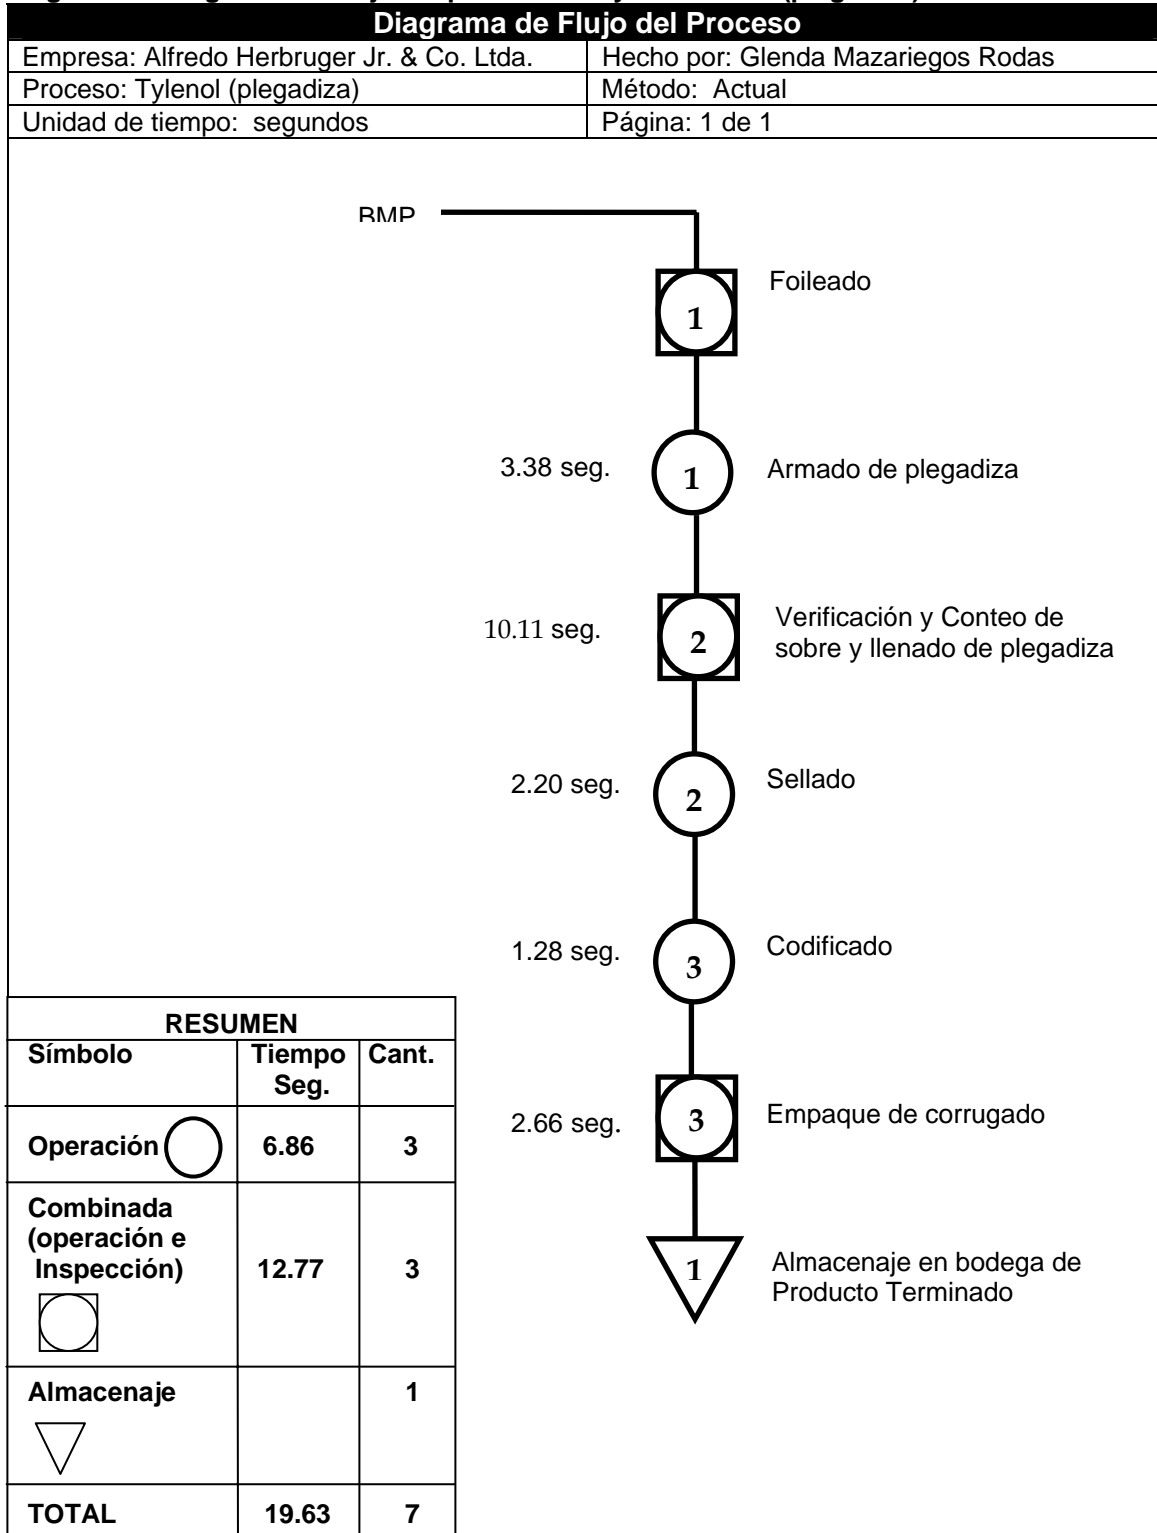 Diagrama de Flujo del Proceso
Empresa: Alfredo Herbruger Jr. & Co. Ltda. Hecho por: Glenda Mazariegos Rodas
Proceso: Tylenol (plegadiza) Método: Actual
Unidad de tiempo: segundos Página: 1 de 1
BMP
Foileado
1
3.38 seg. 1 Armado de plegadiza
10.11 seg. 2 Verificación y Conteo de
sobre y llenado de plegadiza
2.20 seg. 2 Sellado
1.28 seg. 3 Codificado
2.66 seg. 3 Empaque de corrugado
1 Almacenaje en bodega de
Producto Terminado
RESUMEN
Símbolo Tiempo Seg. Cant.
Operación 6.86 3
Combinada
(operación e
Inspección) 12.77 3
Almacenaje 1
TOTAL 19.63 7